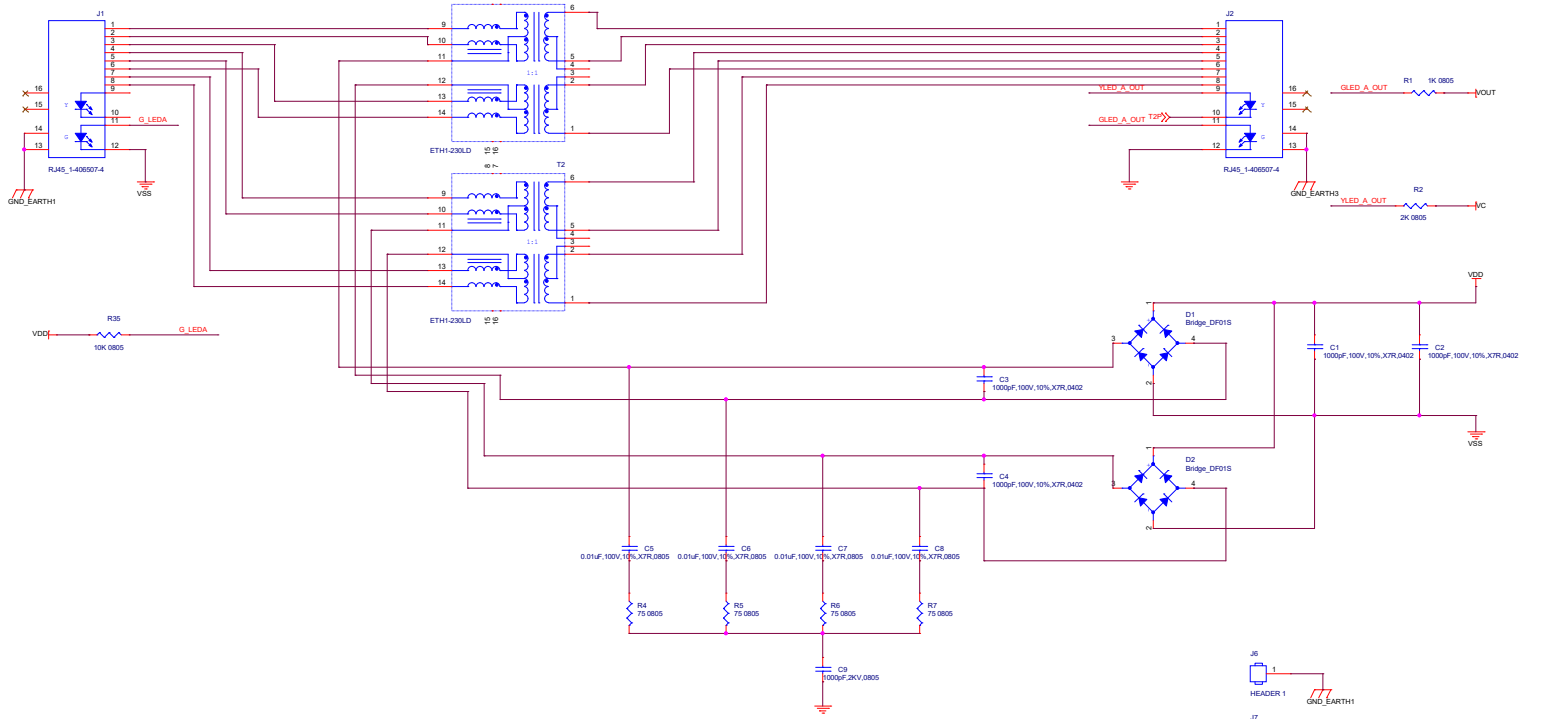 J1
1
2
3
4
5
6
7
8
9
10
11
12
16
15
14
13
Y
G
G_LEDA
RJ45_1-406507-4
GND_EARTH1
VSS
9
10
11
12
13
14
6
5
4
3
2
1
1:1
ETH1-230LD
15
16
8
7
T2
9
10
11
12
13
14
6
5
4
3
2
1
1:1
ETH1-230LD
15
16
J2
1
2
3
4
5
6
7
8
9
10
11
12
16
15
14
13
Y
G
YLED_A_OUT
T2P
GLED_A_OUT
RJ45_1-406507-4
GND_EARTH3
R1 1K 0805
GLED_A_OUT
VOUT
R2
YLED_A_OUT
VC
2K 0805
R35
VDD
G_LEDA
10K 0805
VDD
D1
Bridge_DF01S
1
3
4
2
C1
1000pF,100V,10%,X7R,0402
C2
1000pF,100V,10%,X7R,0402
C3
1000pF,100V,10%,X7R,0402
VSS
D2
Bridge_DF01S
1
3
4
2
C4
1000pF,100V,10%,X7R,0402
C5
0.01uF,100V,10%,X7R,0805
C6
0.01uF,100V,10%,X7R,0805
C7
0.01uF,100V,10%,X7R,0805
C8
0.01uF,100V,10%,X7R,0805
R4
75 0805
R5
75 0805
R6
75 0805
R7
75 0805
C9
1000pF,2KV,0805
J6
1
HEADER 1
GND_EARTH1